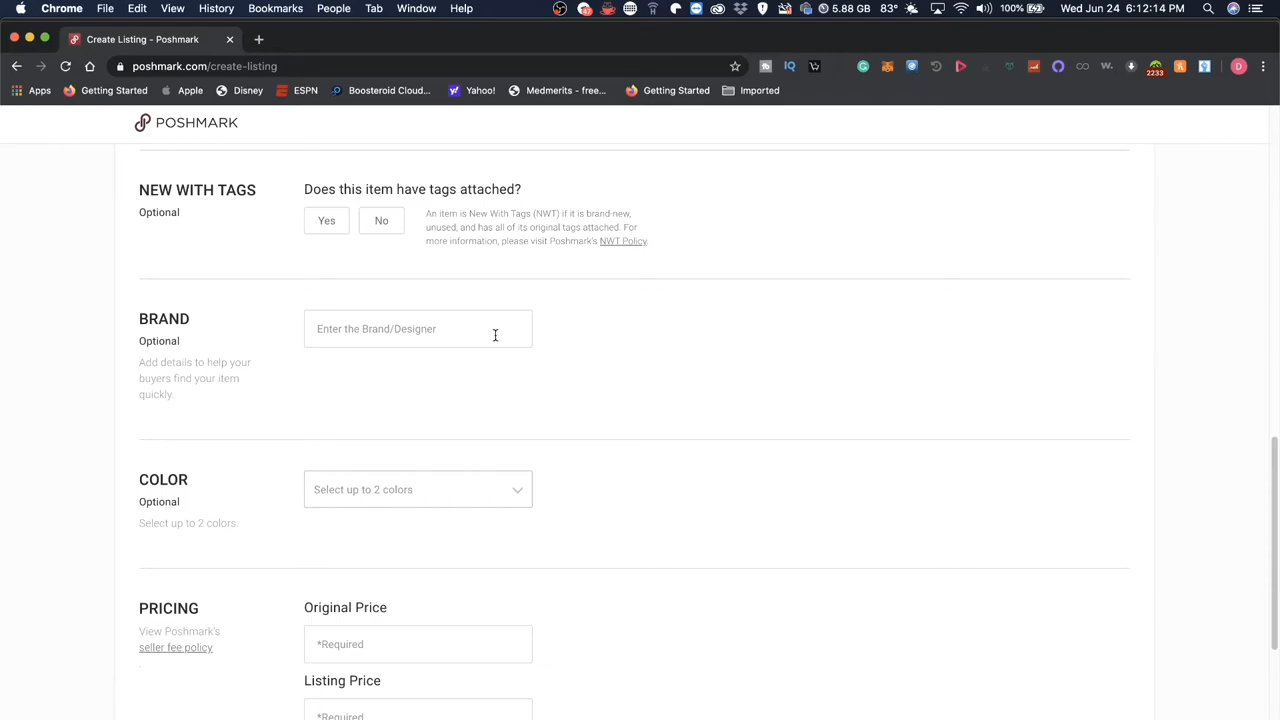 Chrome File Edit View History Bookmarks People Tab Window Help 5.88 GB 83° 100% Wed Jun 24 6:12:14 PM
Create Listing - Poshmark
poshmark.com/create-listing
2233
D
Apps Getting Started Apple Disney ESPN Boosteroid Cloud... Yahoo! Medmerits - free... Getting Started Imported
POSHMARK
NEW WITH TAGS
Optional
Does this item have tags attached?
Yes
No
An item is New With Tags (NWT) if it is brand-new,
unused, and has all of its original tags attached. For
more information, please visit Poshmark's NWT Policy.
BRAND
Optional
Add details to help your
buyers find your item
quickly.
Enter the Brand/Designer
COLOR
Optional
Select up to 2 colors.
Select up to 2 colors
PRICING
View Poshmark's
seller fee policy
.
Original Price
*Required
Listing Price
*Required